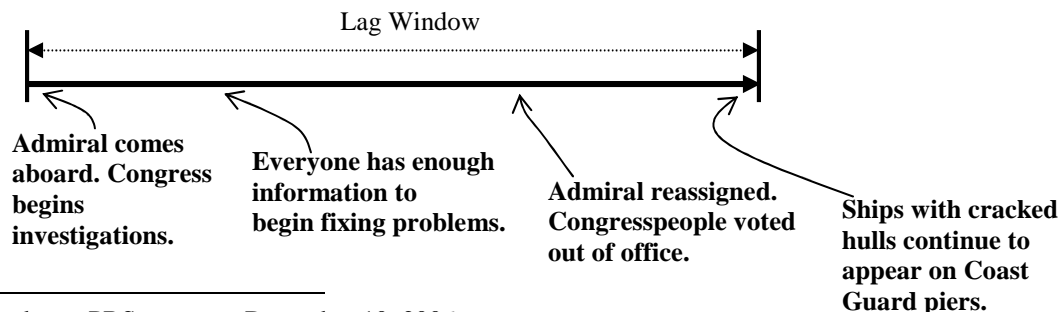 Lag Window
Admiral comes
aboard. Congress
begins
investigations.
Everyone has enough
information to
begin fixing problems.
Admiral reassigned.
Congresspeople voted
out of office.
Ships with cracked
hulls continue to
appear on Coast
Guard piers.